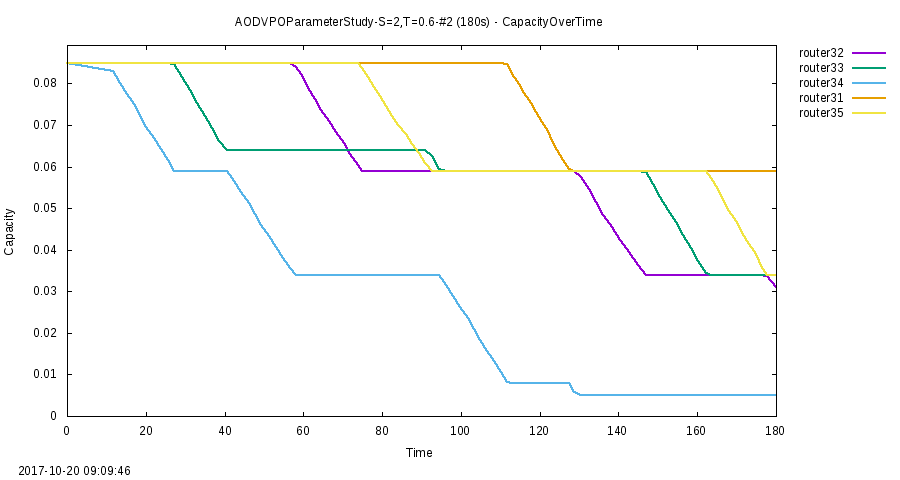 AODVPOParameterStudy-S=2,T=0.6-#2 (180s) - CapacityOverTime
router32
router33
router34
router31
router35
0.08
0.07
0.06
0.05
0.04
0.03
0.02
0.01
0
Capacity
0 20 40 60 80 100 120 140 160 180
Time
2017-10-20 09:09:46